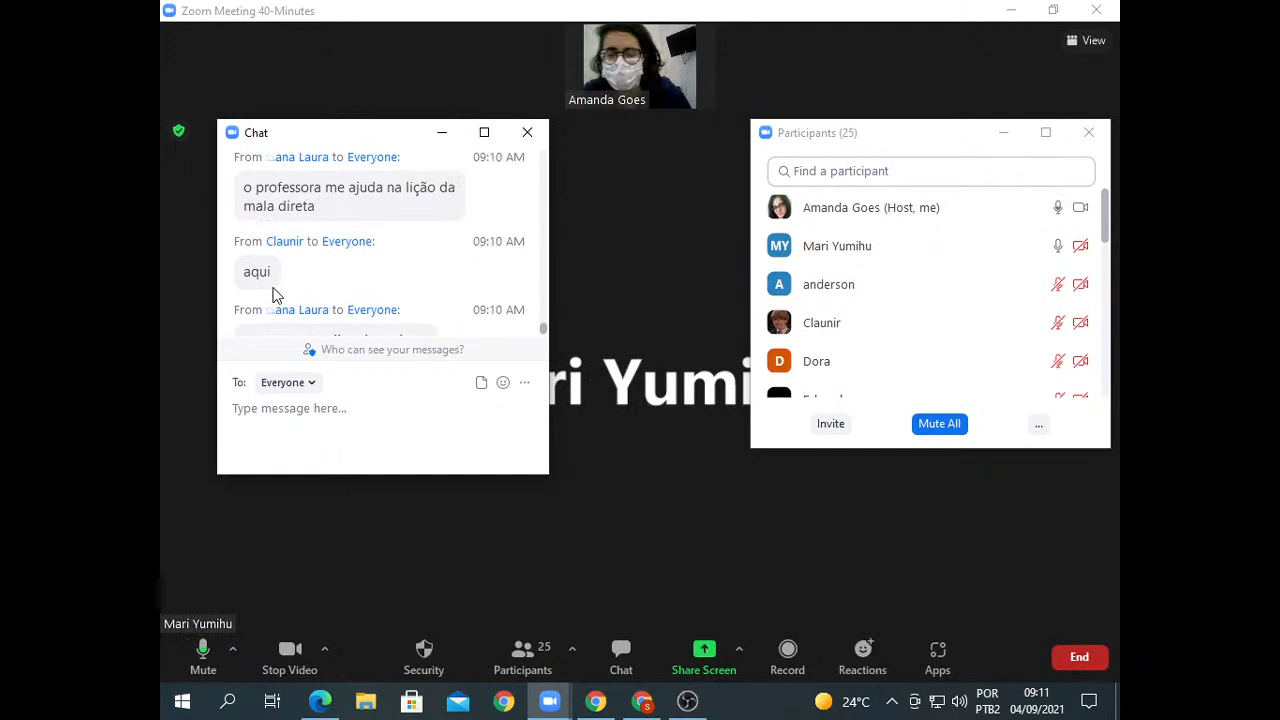 Zoom Meeting 40-Minutes
View
Amanda Goes
Chat
From ana Laura to Everyone:
09:10 AM
o professora me ajuda na lição da
mala direta
From Claunir to Everyone:
09:10 AM
aqui
From ana Laura to Everyone:
09:10 AM
Who can see your messages?
To: Everyone
Type message here...
Participants (25)
Find a participant
Amanda Goes (Host, me)
MY Mari Yumihu
A anderson
Claunir
D Dora
Invite
Mute All
...
ri Yumi
Mari Yumihu
Mute
Stop Video
Security
25
Participants
Chat
Share Screen
Record
Reactions
Apps
End
24°C
POR
PTB2
09:11
04/09/2021